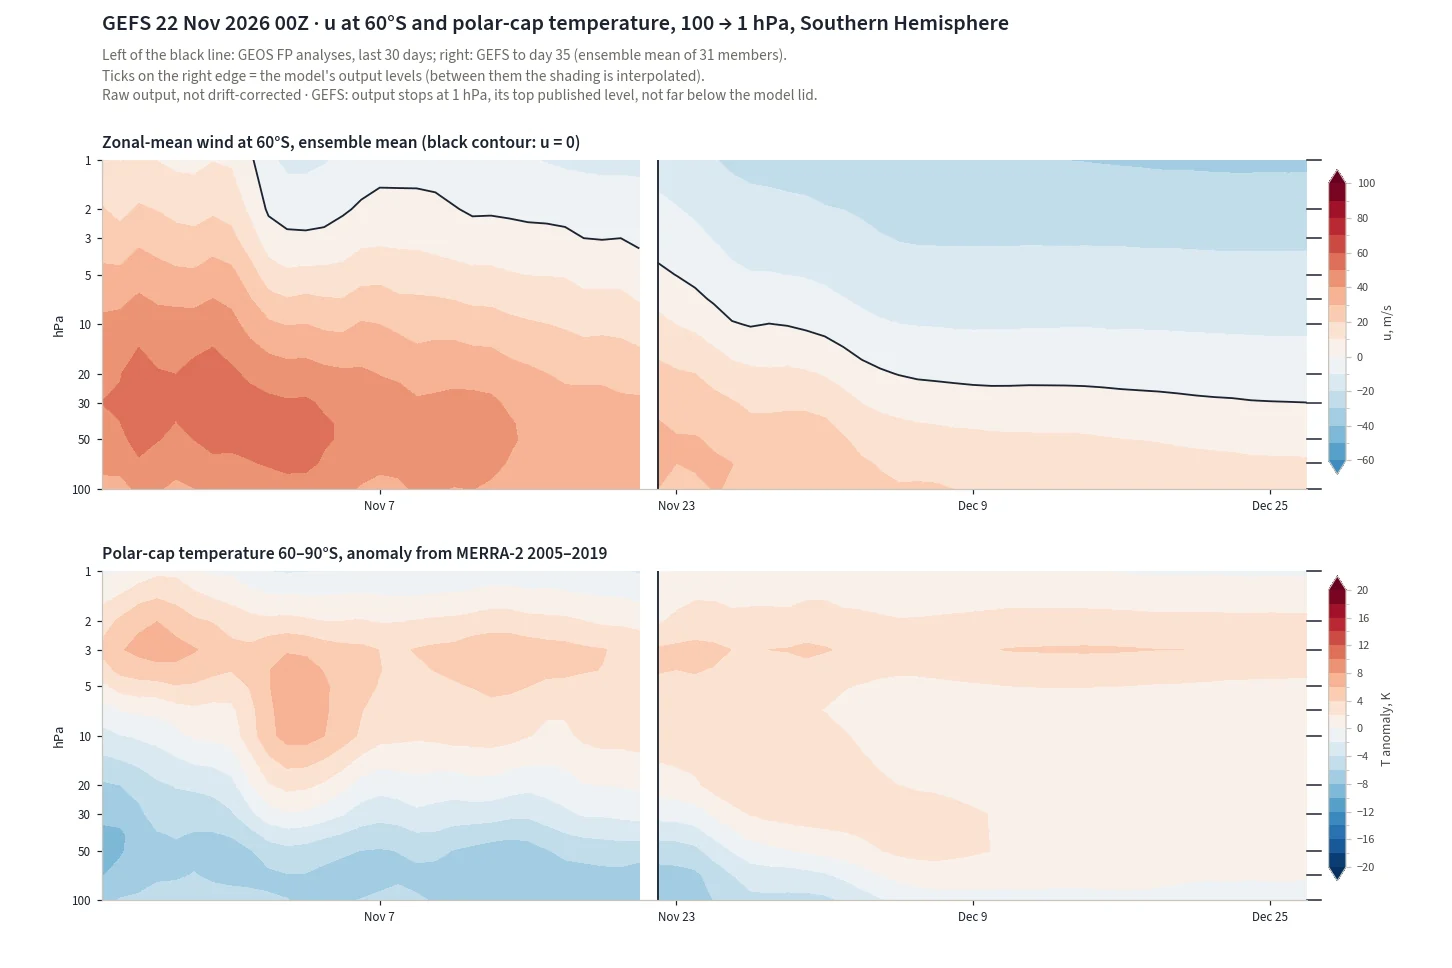 GEFS 22 Nov 2026 00Z · u at 60°S and polar-cap temperature, 100 → 1 hPa, Southern Hemisphere
Left of the black line: GEOS FP analyses, last 30 days; right: GEFS to day 35 (ensemble mean of 31 members).
Ticks on the right edge = the model's output levels (between them the shading is interpolated).
Raw output, not drift-corrected · GEFS: output stops at 1 hPa, its top published level, not far below the model lid.
Zonal-mean wind at 60°S, ensemble mean (black contour: u = 0)
1
2
3
5
10
20
30
50
100
hPa
Nov 7
Nov 23
Dec 9
Dec 25
100
80
60
40
20
0
−20
−40
−60
u, m/s
Polar-cap temperature 60–90°S, anomaly from MERRA-2 2005–2019
1
2
3
5
10
20
30
50
100
hPa
Nov 7
Nov 23
Dec 9
Dec 25
20
16
12
8
4
0
−4
−8
−12
−16
−20
T anomaly, K